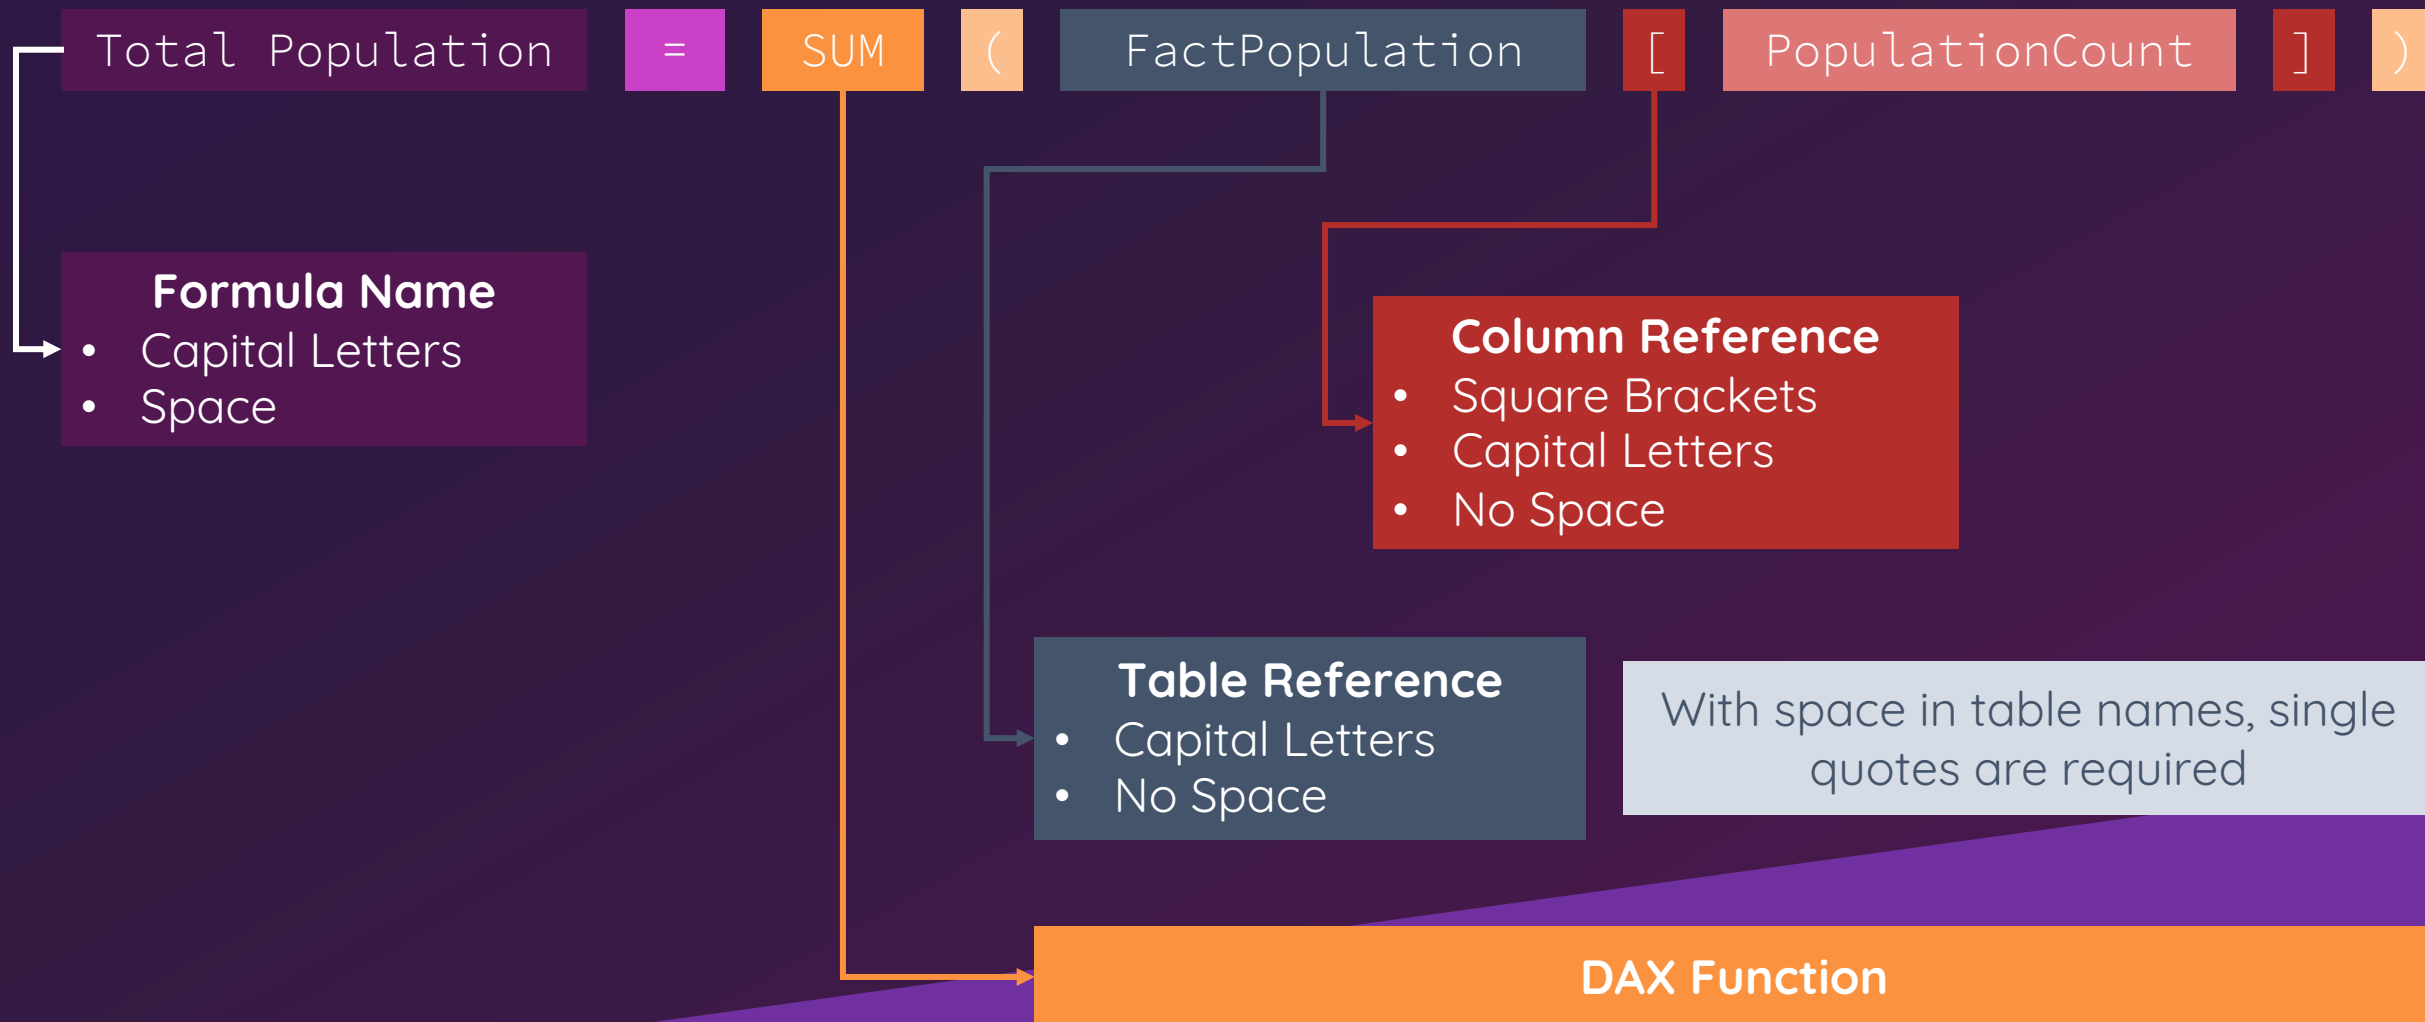 Total Population = SUM ( FactPopulation [ PopulationCount ] )
Formula Name
• Capital Letters
• Space
Column Reference
• Square Brackets
• Capital Letters
• No Space
Table Reference
• Capital Letters
• No Space
With space in table names, single
quotes are required
DAX Function